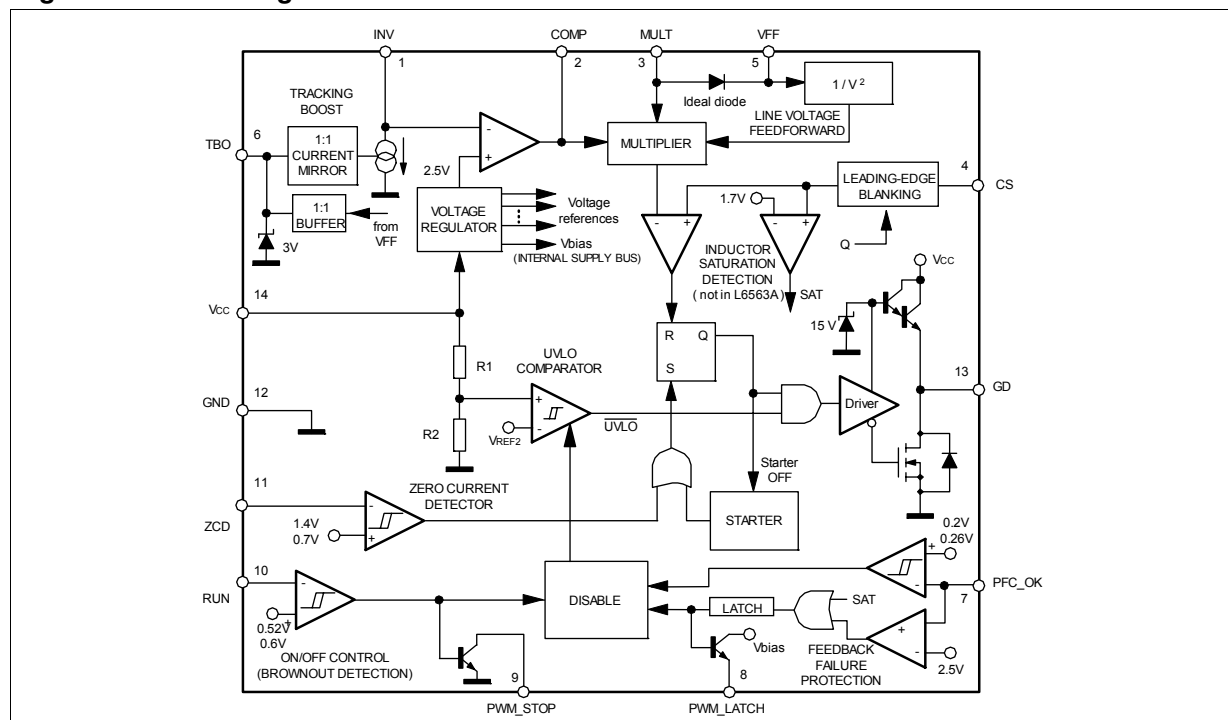 INV
COMP
MULT
VFF
1
2
3
5
TRACKING
BOOST
Ideal diode
1 / V 2
LINE VOLTAGE
FEEDFORWARD
6
TBO
1:1
CURRENT
MIRROR
-
+
2.5V
MULTIPLIER
4
CS
LEADING-EDGE
BLANKING
1:1
BUFFER
from
VFF
3V
VOLTAGE
REGULATOR
Voltage
references
Vbias
(INTERNAL SUPPLY BUS)
-
+
1.7V
-
+
Q
INDUCTOR
SATURATION
DETECTION
( not in L6563A )
SAT
Vcc
15 V
14
Vcc
R1
UVLO
COMPARATOR
R
Q
S
13
GD
12
GND
R2
+
-
VREF2
UVLO
Driver
Starter
OFF
STARTER
11
ZCD
ZERO CURRENT
DETECTOR
-
+
1.4V
0.7V
0.2V
0.26V
+
-
10
RUN
-
+
0.52V
0.6V
ON/OFF CONTROL
(BROWNOUT DETECTION)
DISABLE
PFC_OK
7
LATCH
SAT
+
-
2.5V
Vbias
FEEDBACK
FAILURE
PROTECTION
9
8
PWM_STOP
PWM_LATCH